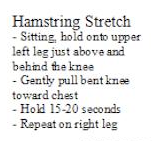 Hamstring Stretch
- Sitting, hold onto upper
left leg just above and
behind the knee
- Gently pull bent knee
toward chest
- Hold 15-20 seconds
- Repeat on right leg